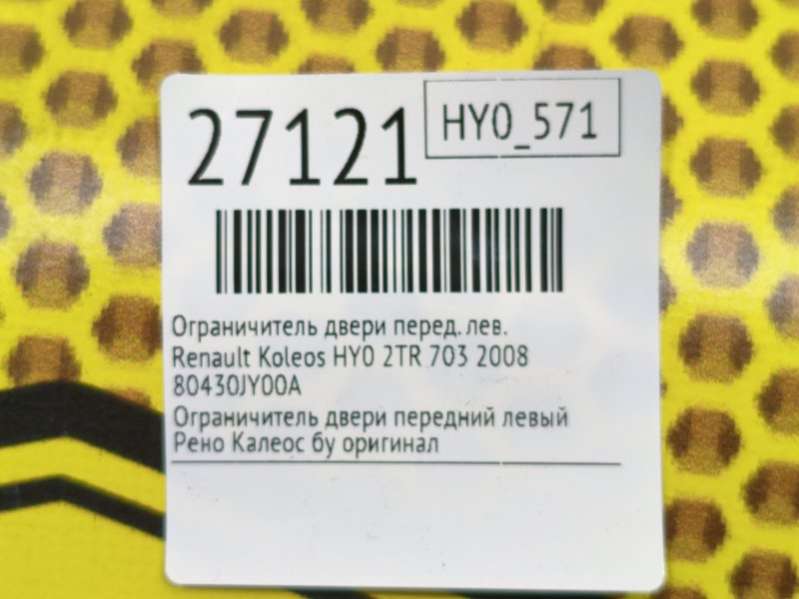 27121
HY0_571
Ограничитель двери перед. лев.
Renault Koleos HY0 2TR 703 2008
80430JY00A
Ограничитель двери передний левый
Рено Калеос бу оригинал